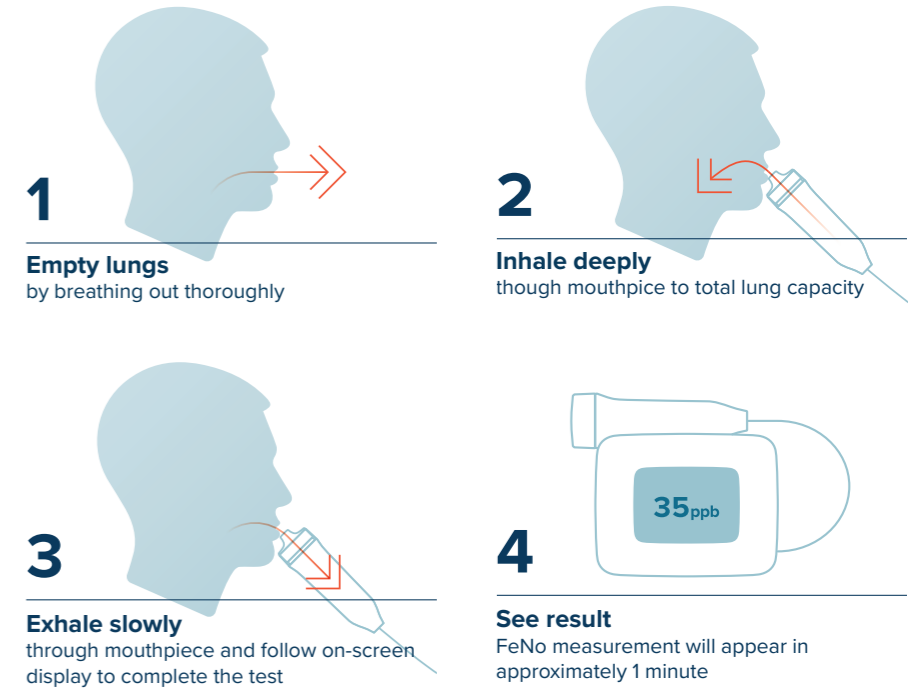 1
Empty lungs
by breathing out thoroughly
2
Inhale deeply
though mouthpice to total lung capacity
3
Exhale slowly
through mouthpiece and follow on-screen
display to complete the test
35ppb
4
See result
FeNo measurement will appear in
approximately 1 minute